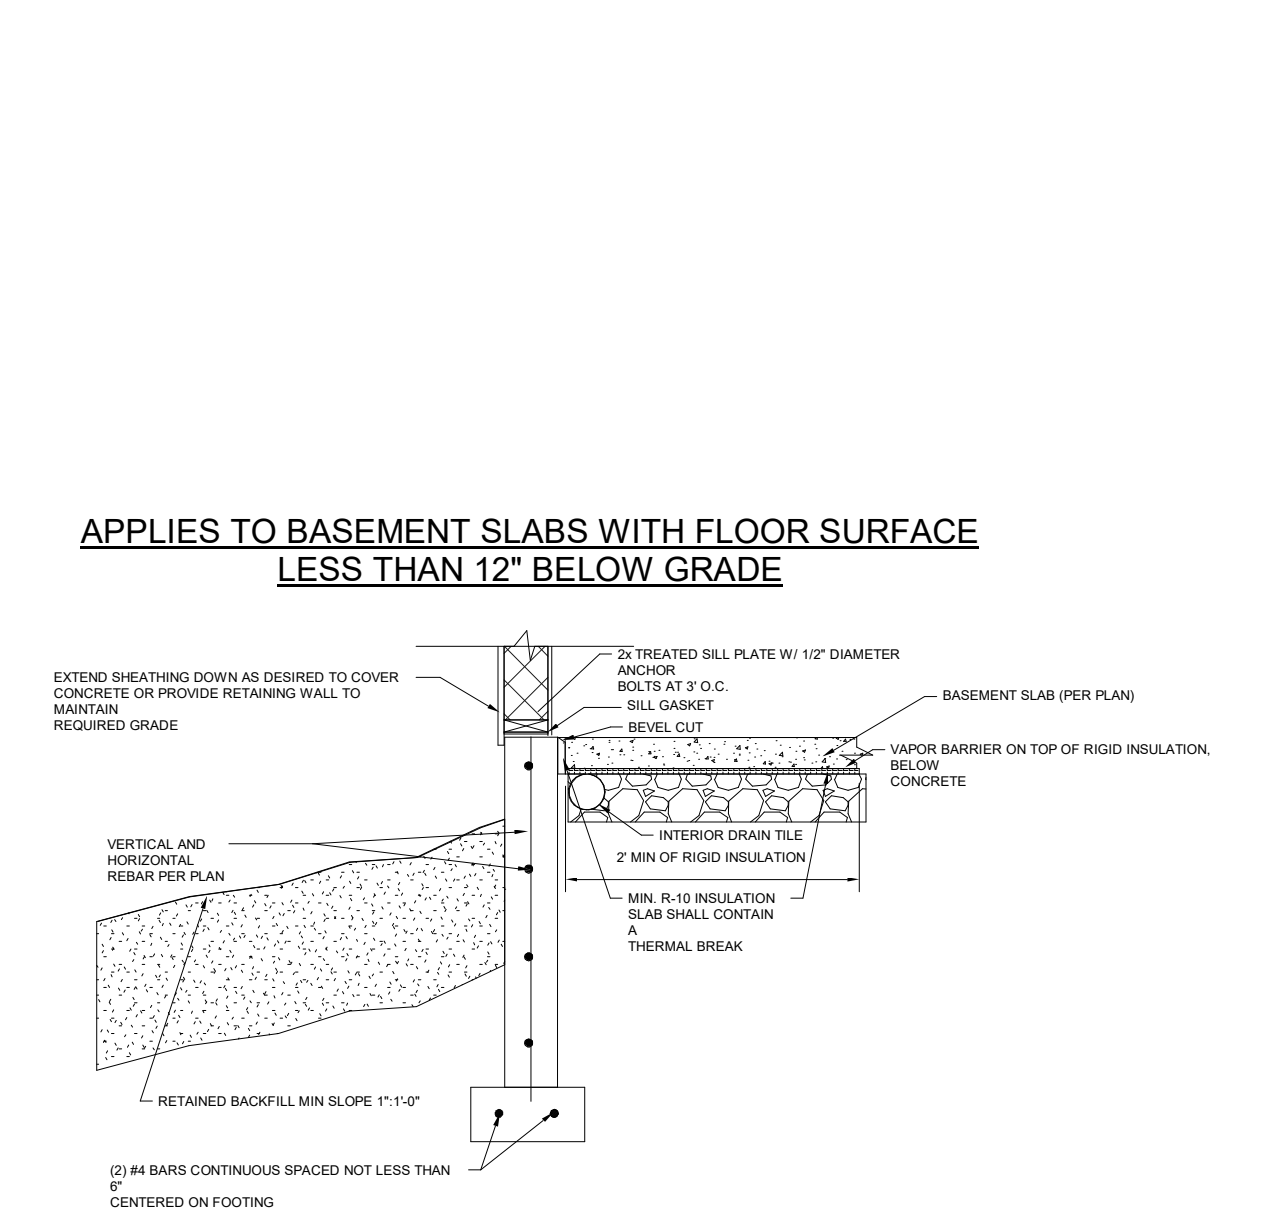 APPLIES TO BASEMENT SLABS WITH FLOOR SURFACE
LESS THAN 12" BELOW GRADE
2x TREATED SILL PLATE W/ 1/2" DIAMETER
ANCHOR
BOLTS AT 3' O.C.
EXTEND SHEATHING DOWN AS DESIRED TO COVER
CONCRETE OR PROVIDE RETAINING WALL TO
MAINTAIN
REQUIRED GRADE
SILL GASKET
BEVEL CUT
BASEMENT SLAB (PER PLAN)
VAPOR BARRIER ON TOP OF RIGID INSULATION,
BELOW
CONCRETE
INTERIOR DRAIN TILE
2' MIN OF RIGID INSULATION
VERTICAL AND
HORIZONTAL
REBAR PER PLAN
MIN. R-10 INSULATION
SLAB SHALL CONTAIN
A
THERMAL BREAK
RETAINED BACKFILL MIN SLOPE 1":1'-0"
(2) #4 BARS CONTINUOUS SPACED NOT LESS THAN
6"
CENTERED ON FOOTING